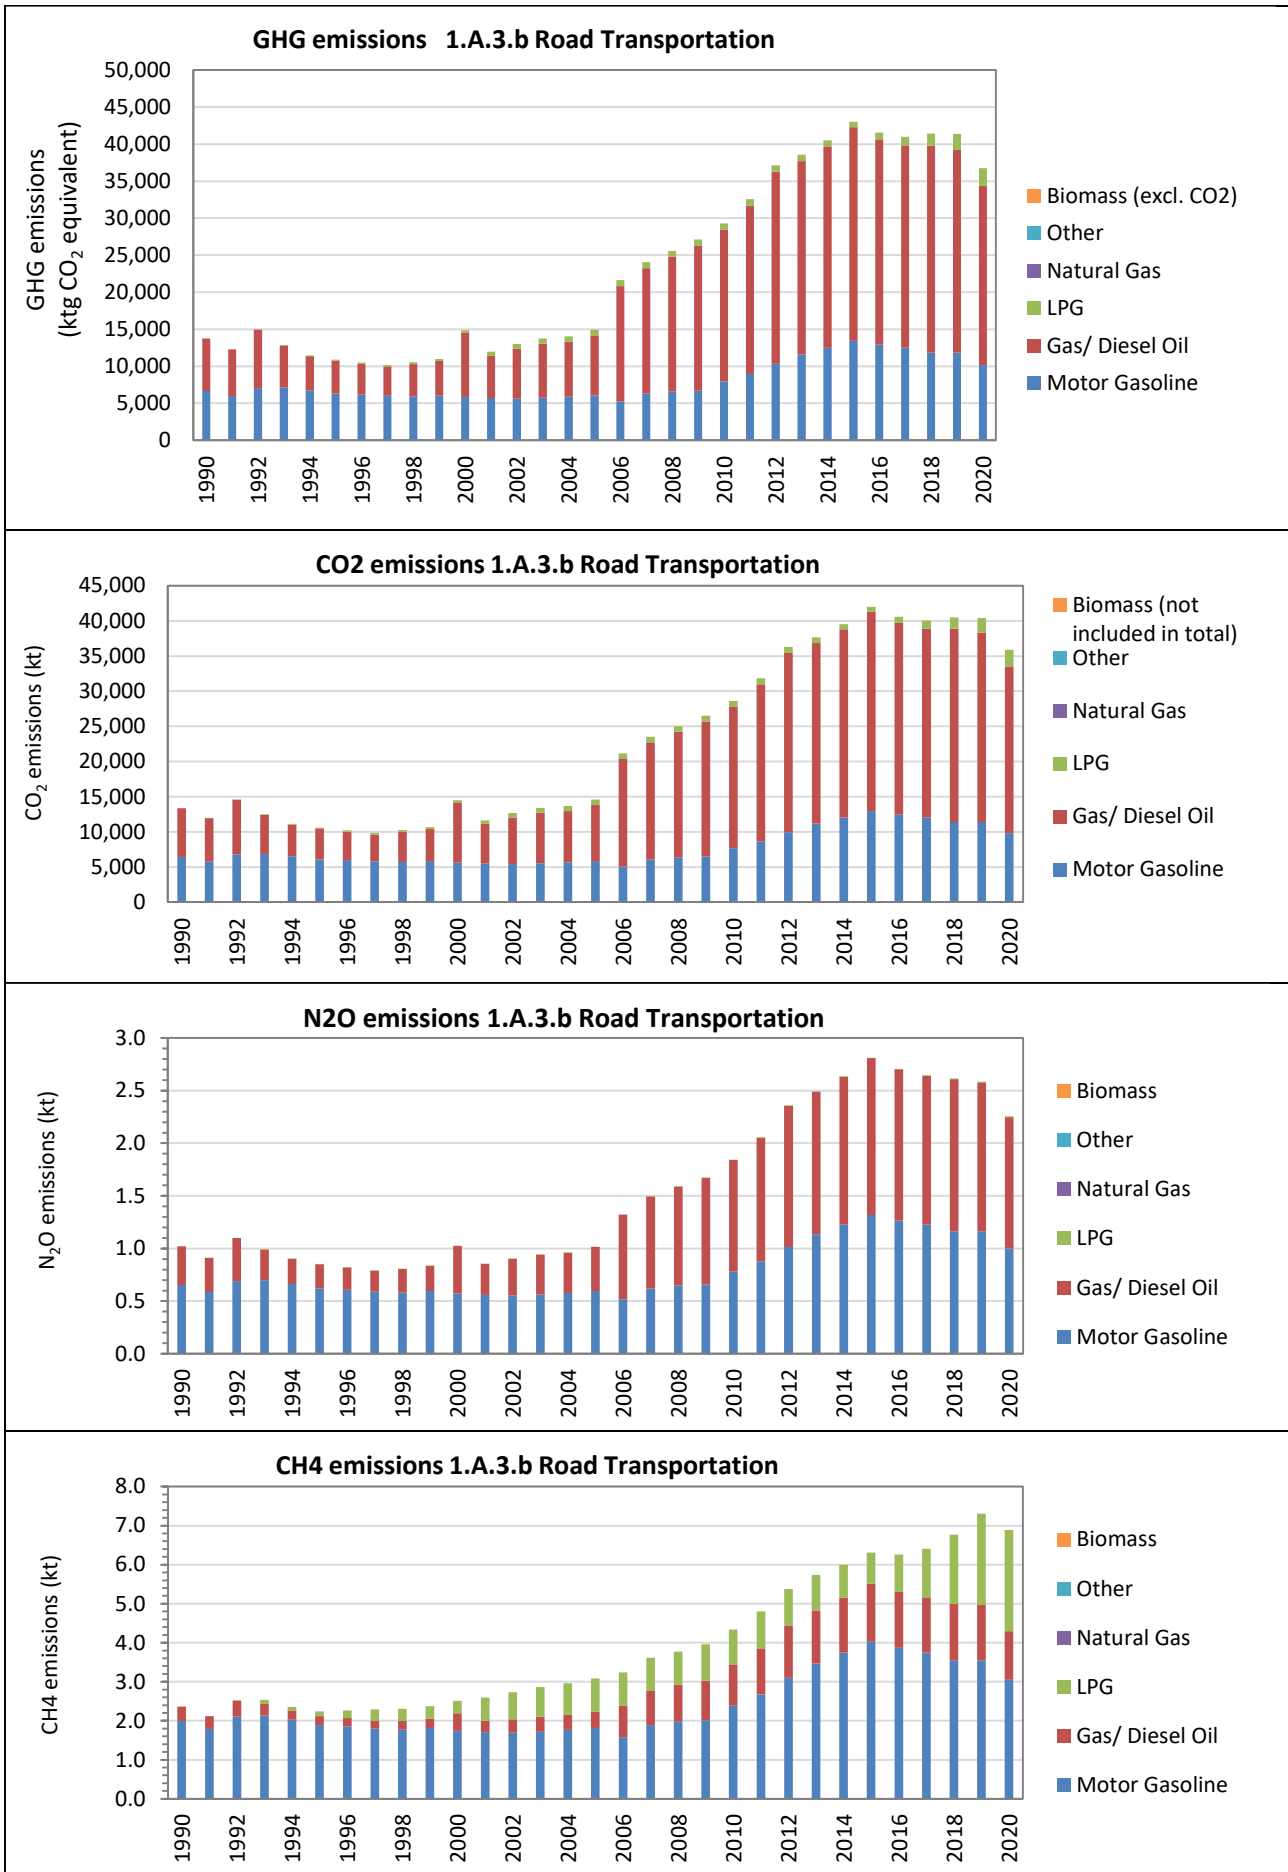 GHG emissions 1.A.3.b Road Transportation
GHG emissions
(ktg CO2 equivalent)
50,000
45,000
40,000
35,000
30,000
25,000
20,000
15,000
10,000
5,000
0
1990 1992 1994 1996 1998 2000 2002 2004 2006 2008 2010 2012 2014 2016 2018 2020
Biomass (excl. CO2)
Other
Natural Gas
LPG
Gas/ Diesel Oil
Motor Gasoline
CO2 emissions 1.A.3.b Road Transportation
CO2 emissions (kt)
45,000
40,000
35,000
30,000
25,000
20,000
15,000
10,000
5,000
0
1990 1992 1994 1996 1998 2000 2002 2004 2006 2008 2010 2012 2014 2016 2018 2020
Biomass (not
included in total)
Other
Natural Gas
LPG
Gas/ Diesel Oil
Motor Gasoline
N2O emissions 1.A.3.b Road Transportation
N2O emissions (kt)
3.0
2.5
2.0
1.5
1.0
0.5
0.0
1990 1992 1994 1996 1998 2000 2002 2004 2006 2008 2010 2012 2014 2016 2018 2020
Biomass
Other
Natural Gas
LPG
Gas/ Diesel Oil
Motor Gasoline
CH4 emissions 1.A.3.b Road Transportation
CH4 emissions (kt)
8.0
7.0
6.0
5.0
4.0
3.0
2.0
1.0
0.0
1990 1992 1994 1996 1998 2000 2002 2004 2006 2008 2010 2012 2014 2016 2018 2020
Biomass
Other
Natural Gas
LPG
Gas/ Diesel Oil
Motor Gasoline